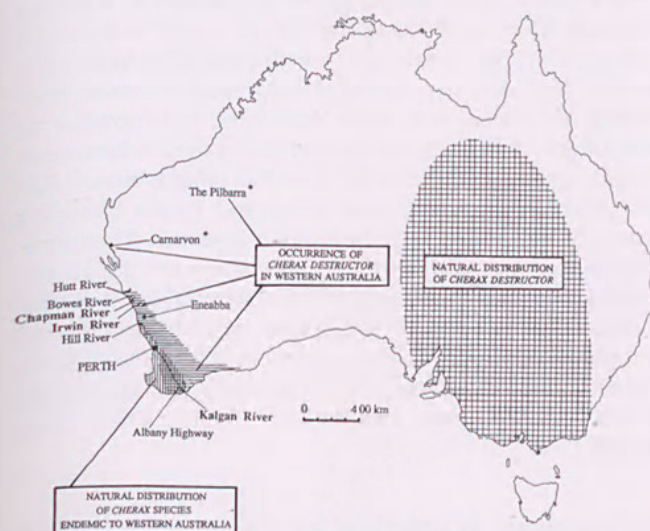 The Pilbarra*
Carnarvon*
OCCURRENCE OF
CHERAX DESTRUCTOR
IN WESTERN AUSTRALIA
NATURAL DISTRIBUTION
OF CHERAX DESTRUCTOR
Hutt River
Bowes River
Chapman River
Eneabba
Irwin River
Hill River
PERTH
Kalgan River
0 400 km
Albany Highway
NATURAL DISTRIBUTION
OF CHERAX SPECIES
ENDEMIC TO WESTERN AUSTRALIA